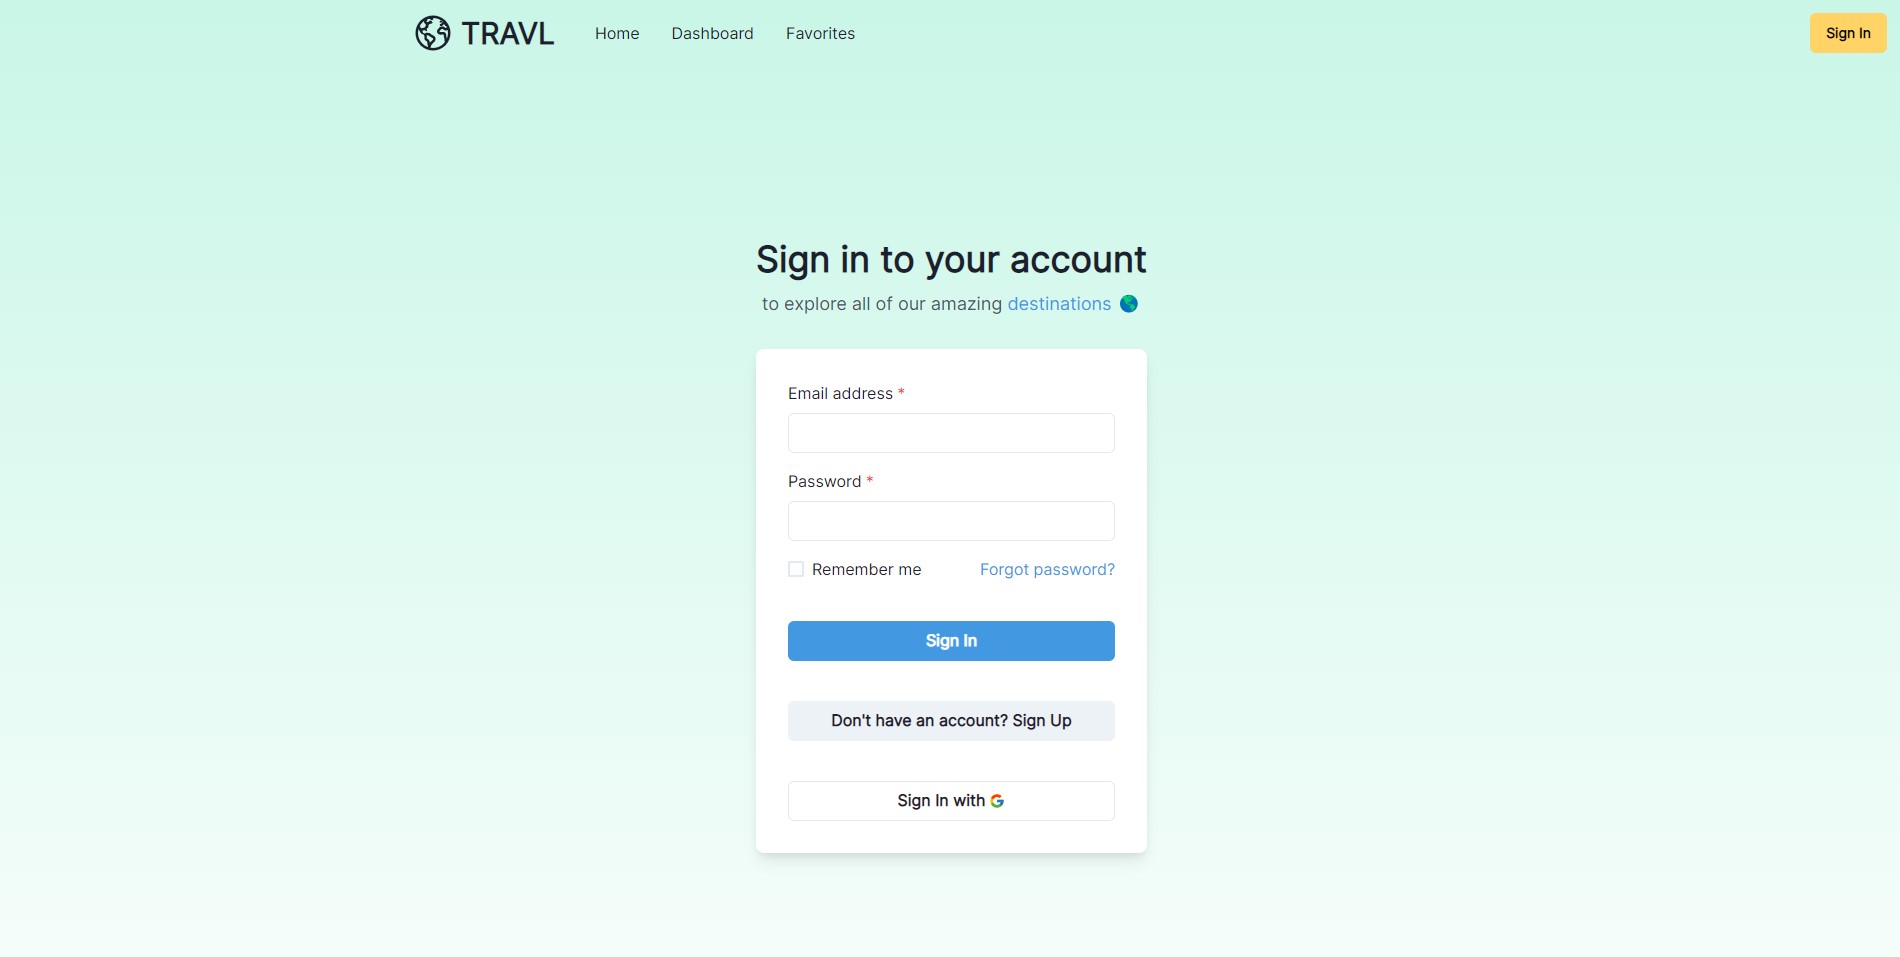 TRAVL Home Dashboard Favorites Sign In
Sign in to your account
to explore all of our amazing destinations 🌎
Email address *
Password *
Remember me Forgot password?
Sign In
Don't have an account? Sign Up
Sign In with G